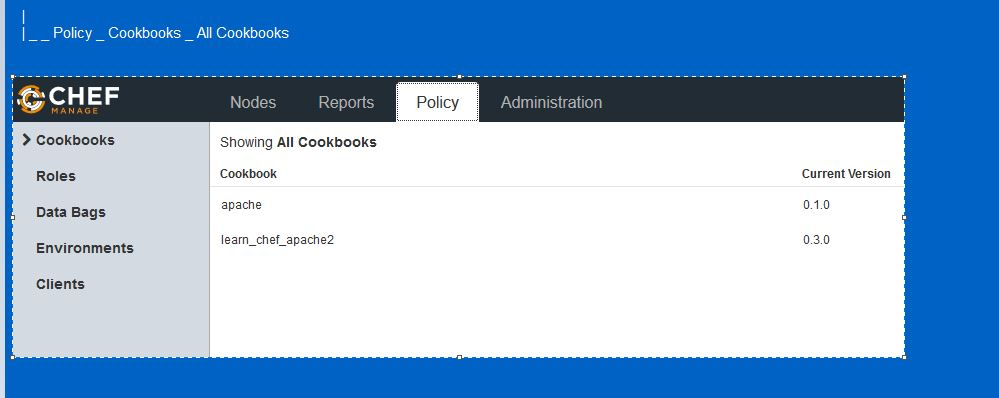 |
|_ _ Policy _ Cookbooks _ All Cookbooks
CHEF
MANAGE
Nodes Reports Policy Administration
Cookbooks
Roles
Data Bags
Environments
Clients
Showing All Cookbooks
Cookbook Current Version
apache 0.1.0
learn_chef_apache2 0.3.0